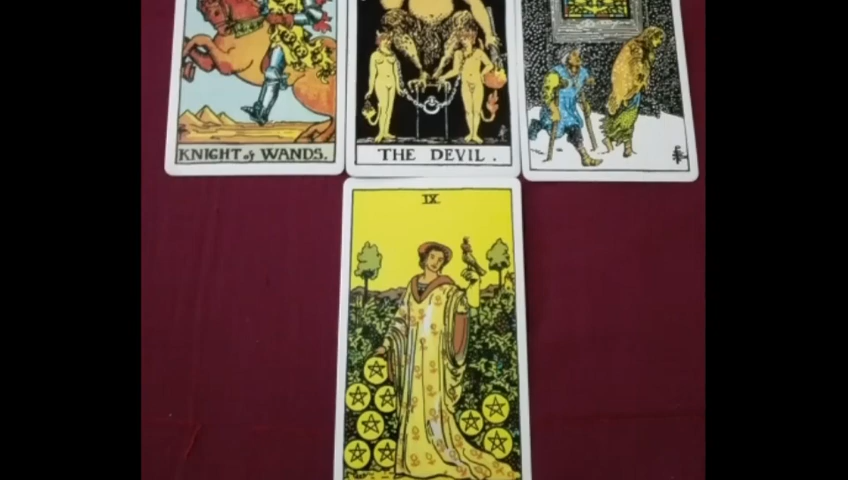 KNIGHT of WANDS.
THE DEVIL.
IX